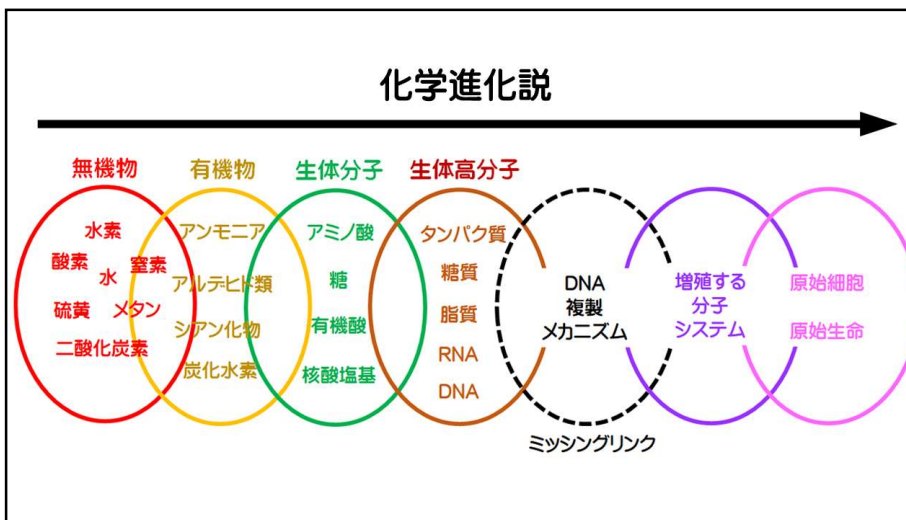 化学進化説
無機物
有機物
生体分子
生体高分子
水素
酸素
水
窒素
硫黄
メタン
二酸化炭素
アンモニア
アルデヒド類
シアン化物
炭化水素
アミノ酸
糖
有機酸
核酸塩基
タンパク質
糖質
脂質
RNA
DNA
DNA
複製
メカニズム
ミッシングリンク
増殖する
分子
システム
原始細胞
原始生命